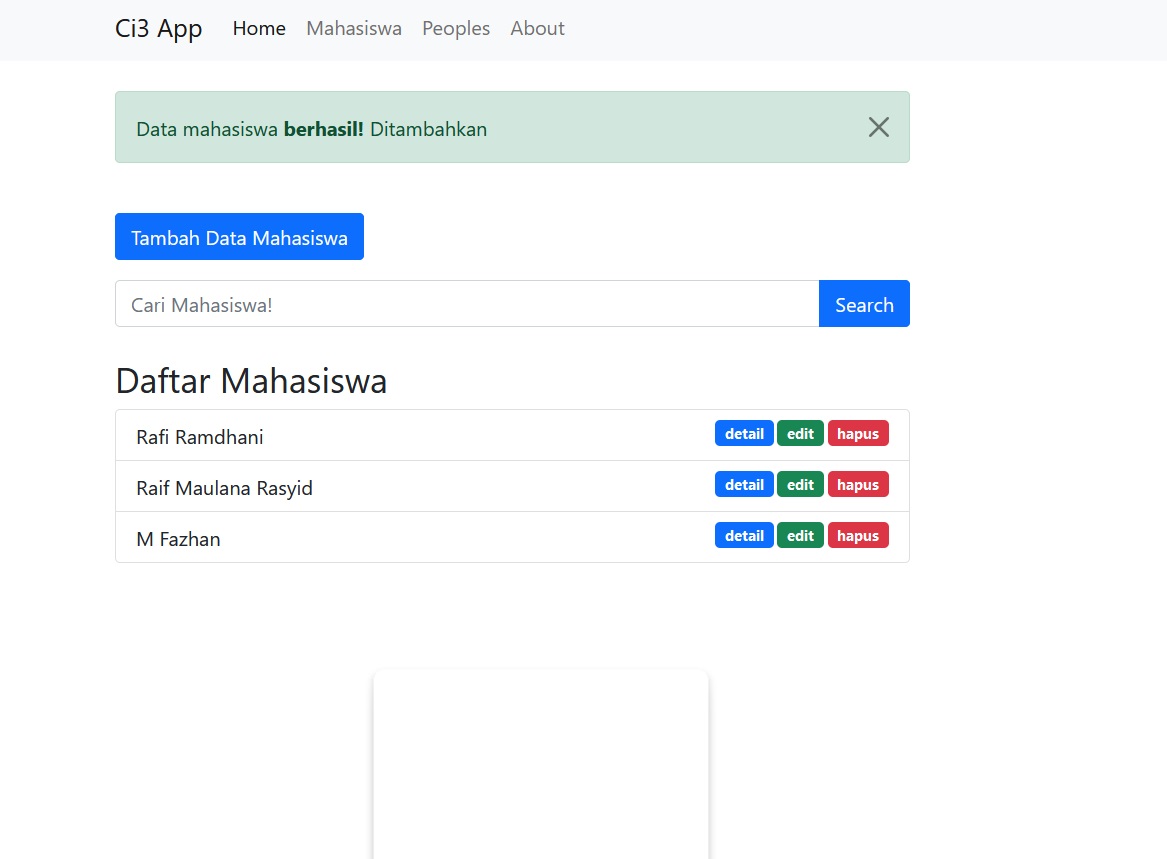 Ci3 App Home Mahasiswa Peoples About
Data mahasiswa berhasil! Ditambahkan
Tambah Data Mahasiswa
Cari Mahasiswa! Search
Daftar Mahasiswa
Rafi Ramdhani detail edit hapus
Raif Maulana Rasyid detail edit hapus
M Fazhan detail edit hapus